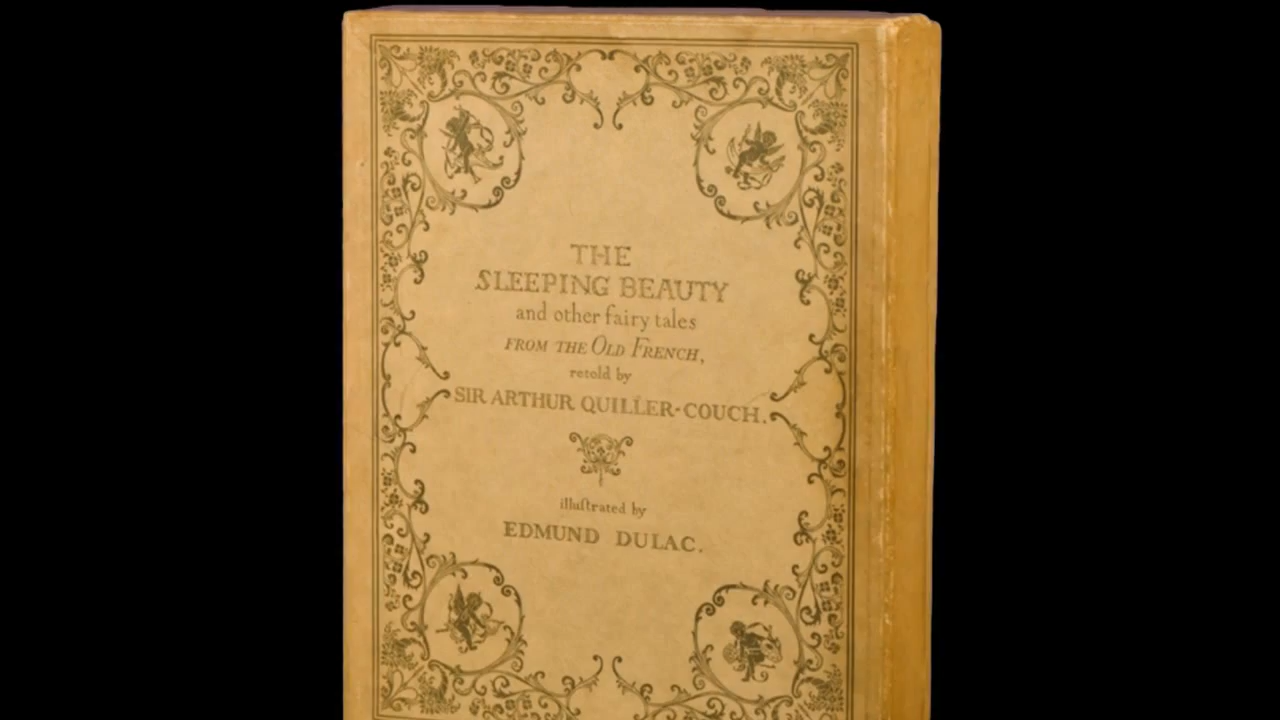 THE
SLEEPING BEAUTY
and other fairy tales
FROM THE OLD FRENCH,
retold by
SIR ARTHUR QUILLER-COUCH.
illuſtrated by
EDMUND DULAC.